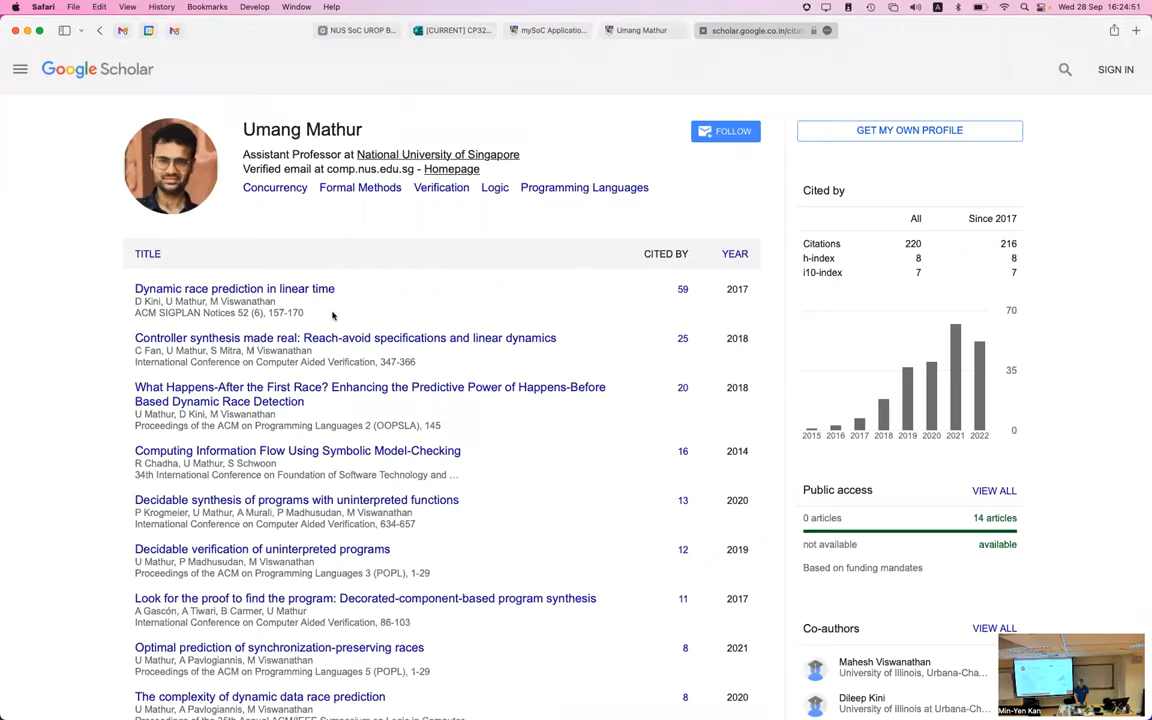 Safari File Edit View History Bookmarks Develop Window Help
A
Wed 28 Sep 16:24:51
NUS SoC UROP B...
[CURRENT] CP32...
mySoC Applicatio...
Umang Mathur
scholar.google.co.in/citat
Google Scholar
SIGN IN
Umang Mathur
FOLLOW
Assistant Professor at National University of Singapore
Verified email at comp.nus.edu.sg - Homepage
Concurrency Formal Methods Verification Logic Programming Languages
TITLE CITED BY YEAR
Dynamic race prediction in linear time 59 2017
D Kini, U Mathur, M Viswanathan
ACM SIGPLAN Notices 52 (6), 157-170
Controller synthesis made real: Reach-avoid specifications and linear dynamics 25 2018
C Fan, U Mathur, S Mitra, M Viswanathan
International Conference on Computer Aided Verification, 347-366
What Happens-After the First Race? Enhancing the Predictive Power of Happens-Before 20 2018
Based Dynamic Race Detection
U Mathur, D Kini, M Viswanathan
Proceedings of the ACM on Programming Languages 2 (OOPSLA), 145
Computing Information Flow Using Symbolic Model-Checking 16 2014
R Chadha, U Mathur, S Schwoon
34th International Conference on Foundation of Software Technology and ...
Decidable synthesis of programs with uninterpreted functions 13 2020
P Krogmeier, U Mathur, A Murali, P Madhusudan, M Viswanathan
International Conference on Computer Aided Verification, 634-657
Decidable verification of uninterpreted programs 12 2019
U Mathur, P Madhusudan, M Viswanathan
Proceedings of the ACM on Programming Languages 3 (POPL), 1-29
Look for the proof to find the program: Decorated-component-based program synthesis 11 2017
A Gascón, A Tiwari, B Carmer, U Mathur
International Conference on Computer Aided Verification, 86-103
Optimal prediction of synchronization-preserving races 8 2021
U Mathur, A Pavlogiannis, M Viswanathan
Proceedings of the ACM on Programming Languages 5 (POPL), 1-29
The complexity of dynamic data race prediction 8 2020
U Mathur, A Pavlogiannis, M Viswanathan
GET MY OWN PROFILE
Cited by
All Since 2017
Citations 220 216
h-index 8 8
i10-index 7 7
70
35
0
2015 2016 2017 2018 2019 2020 2021 2022
Public access VIEW ALL
0 articles 14 articles
not available available
Based on funding mandates
Co-authors VIEW ALL
Mahesh Viswanathan
University of Illinois, Urbana-Cha...
Dileep Kini
University of Illinois at Urbana-Cha...
Min-Yen Kan